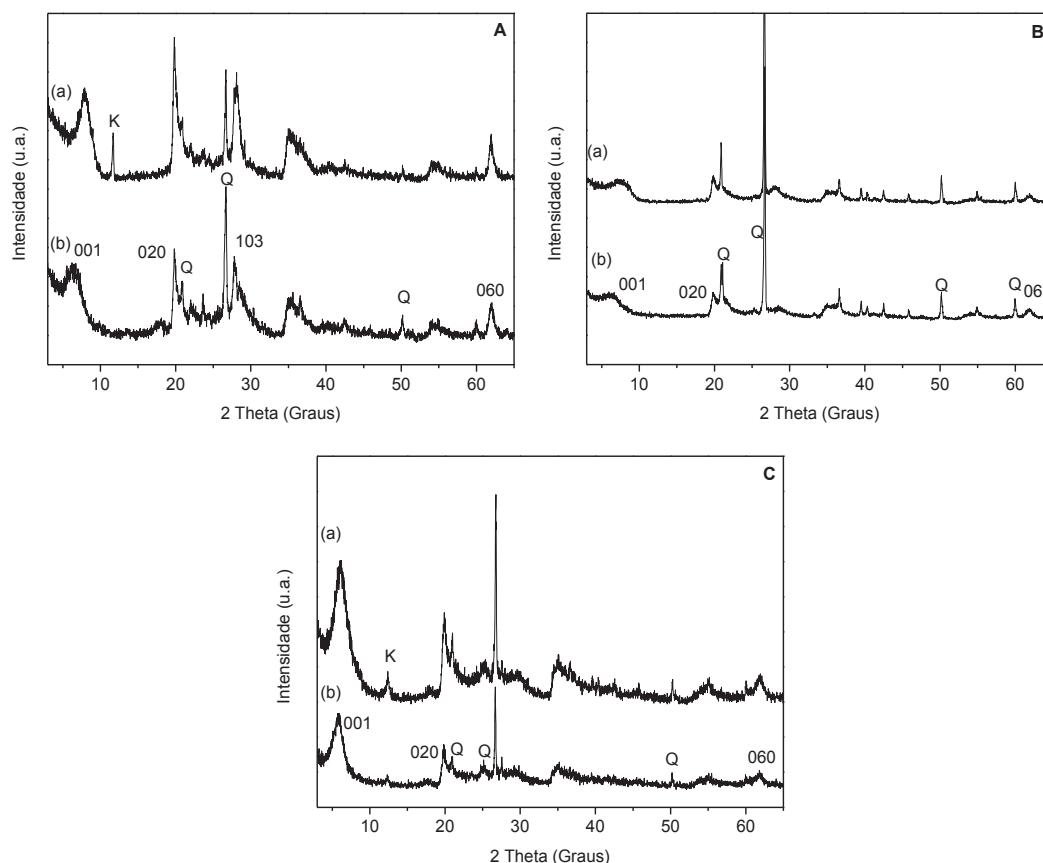 A
Intensidade (u.a.)
(a)
K
Q
(b)
001
020
Q
103
Q
060
10 20 30 40 50 60
2 Theta (Graus)
B
Intensidade (u.a.)
(a)
Q
(b)
Q
001
020
Q
Q
06
10 20 30 40 50 60
2 Theta (Graus)
C
Intensidade (u.a.)
(a)
K
(b)
001
020
Q
Q
Q
060
10 20 30 40 50 60
2 Theta (Graus)